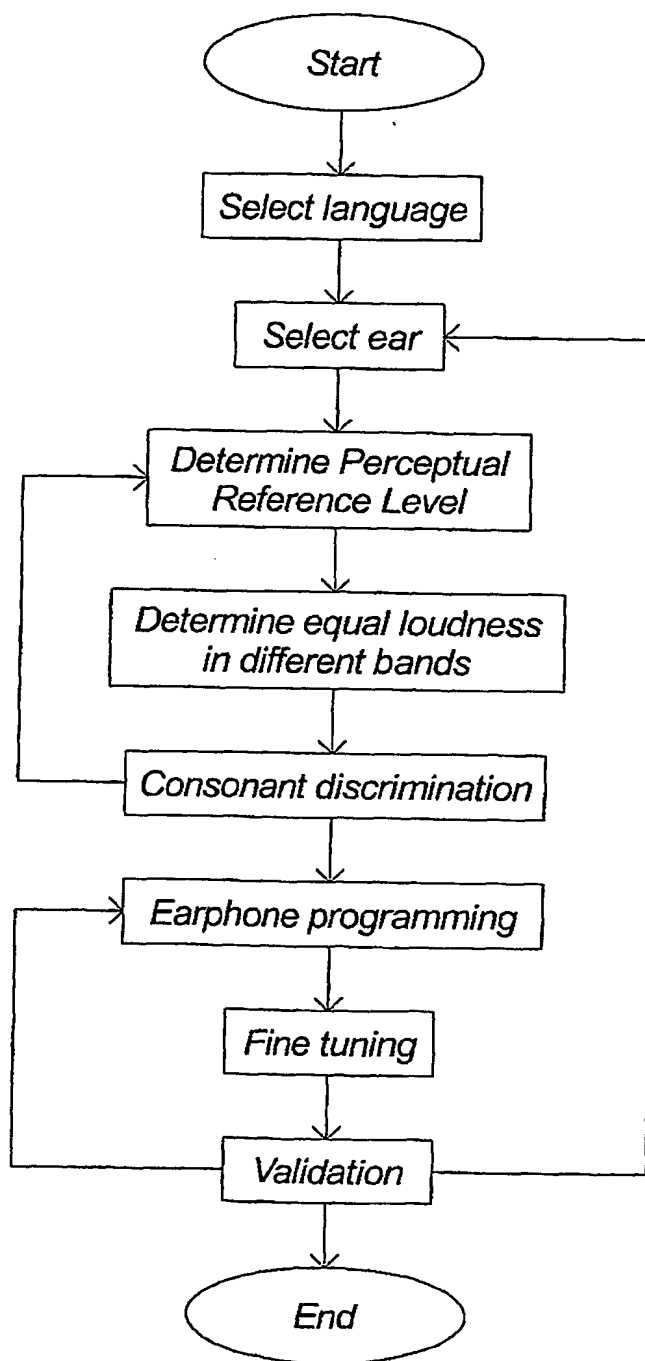 Start
Select language
Select ear
Determine Perceptual
Reference Level
Determine equal loudness
in different bands
Consonant discrimination
Earphone programming
Fine tuning
Validation
End